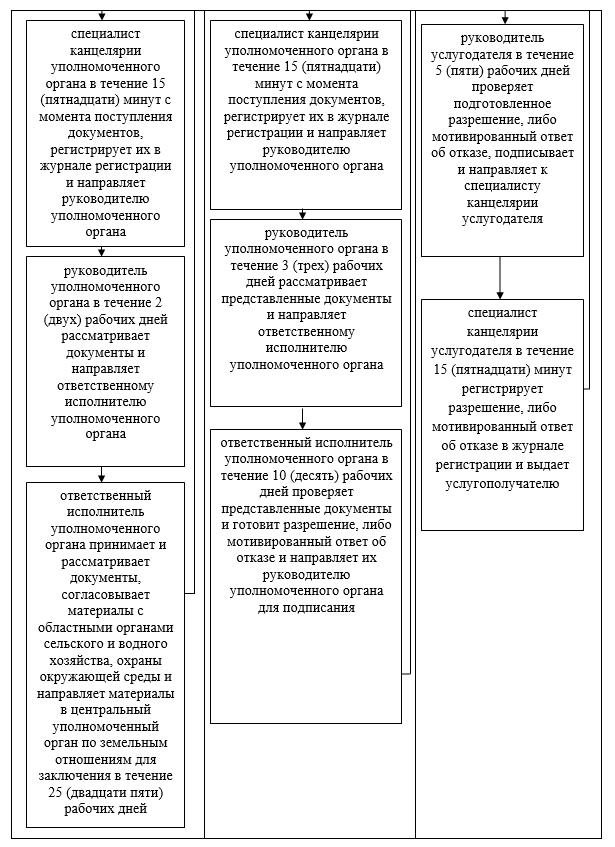 специалист
канцелярии
уполномоченного
органа в течение 15
(пятнадцати) минут с
момента поступления
документов,
регистрирует их в
журнале регистрации
и направляет
руководителю
уполномоченного
органа
руководитель
уполномоченного
органа в течение 2
(двух) рабочих дней
рассматривает
документы и
направляет
ответственному
исполнителю
уполномоченного
органа
ответственный
исполнитель
уполномоченного
органа принимает и
рассматривает
документы,
согласовывает
материалы с
областными органами
сельского и водного
хозяйства, охраны
окружающей среды и
направляет материалы
в центральный
уполномоченный
орган по земельным
отношениям для
заключения в течение
25 (двадцати пяти)
рабочих дней
специалист канцелярии
уполномоченного органа в
течение 15 (пятнадцати)
минут с момента
поступления документов,
регистрирует их в журнале
регистрации и направляет
руководителю
уполномоченного органа
руководитель
уполномоченного органа в
течение 3 (трех) рабочих
дней рассматривает
представленные документы
и направляет
ответственному
исполнителю
уполномоченного органа
ответственный исполнитель
уполномоченного органа в
течение 10 (десять) рабочих
дней проверяет
представленные документы
и готовит разрешение, либо
мотивированный ответ об
отказе и направляет их
руководителю
уполномоченного органа
для подписания
руководитель
услугодателя в течение
5 (пяти) рабочих дней
проверяет
подготовленное
разрешение, либо
мотивированный ответ
об отказе, подписывает
и направляет к
специалисту
канцелярии
услугодателя
специалист
канцелярии
услугодателя в течение
15 (пятнадцати) минут
регистрирует
разрешение, либо
мотивированный ответ
об отказе в журнале
регистрации и выдает
услугополучателю